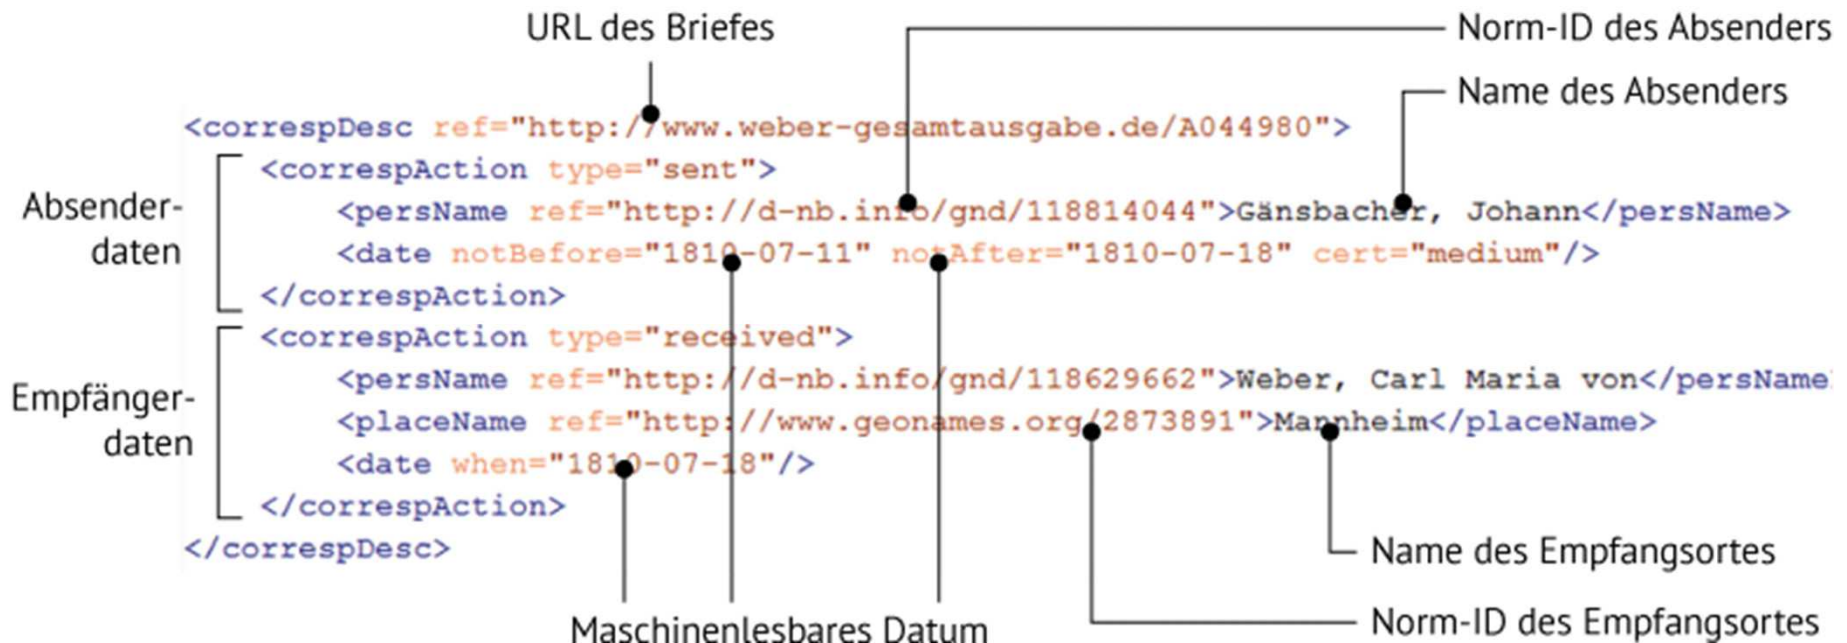 URL des Briefes
Norm-ID des Absenders
Name des Absenders
<correspDesc ref="http://www.weber-gesamtausgabe.de/A044980">
Absender-
daten
<correspAction type="sent">
<persName ref="http://d-nb.info/gnd/118814044">Gänsbacher, Johann</persName>
<date notBefore="1810-07-11" notAfter="1810-07-18" cert="medium"/>
</correspAction>
Empfänger-
daten
<correspAction type="received">
<persName ref="http://d-nb.info/gnd/118629662">Weber, Carl Maria von</persName
<placeName ref="http://www.geonames.org/2873891">Mannheim</placeName>
<date when="1810-07-18"/>
</correspAction>
</correspDesc>
Name des Empfangsortes
Maschinenlesbares Datum
Norm-ID des Empfangsortes